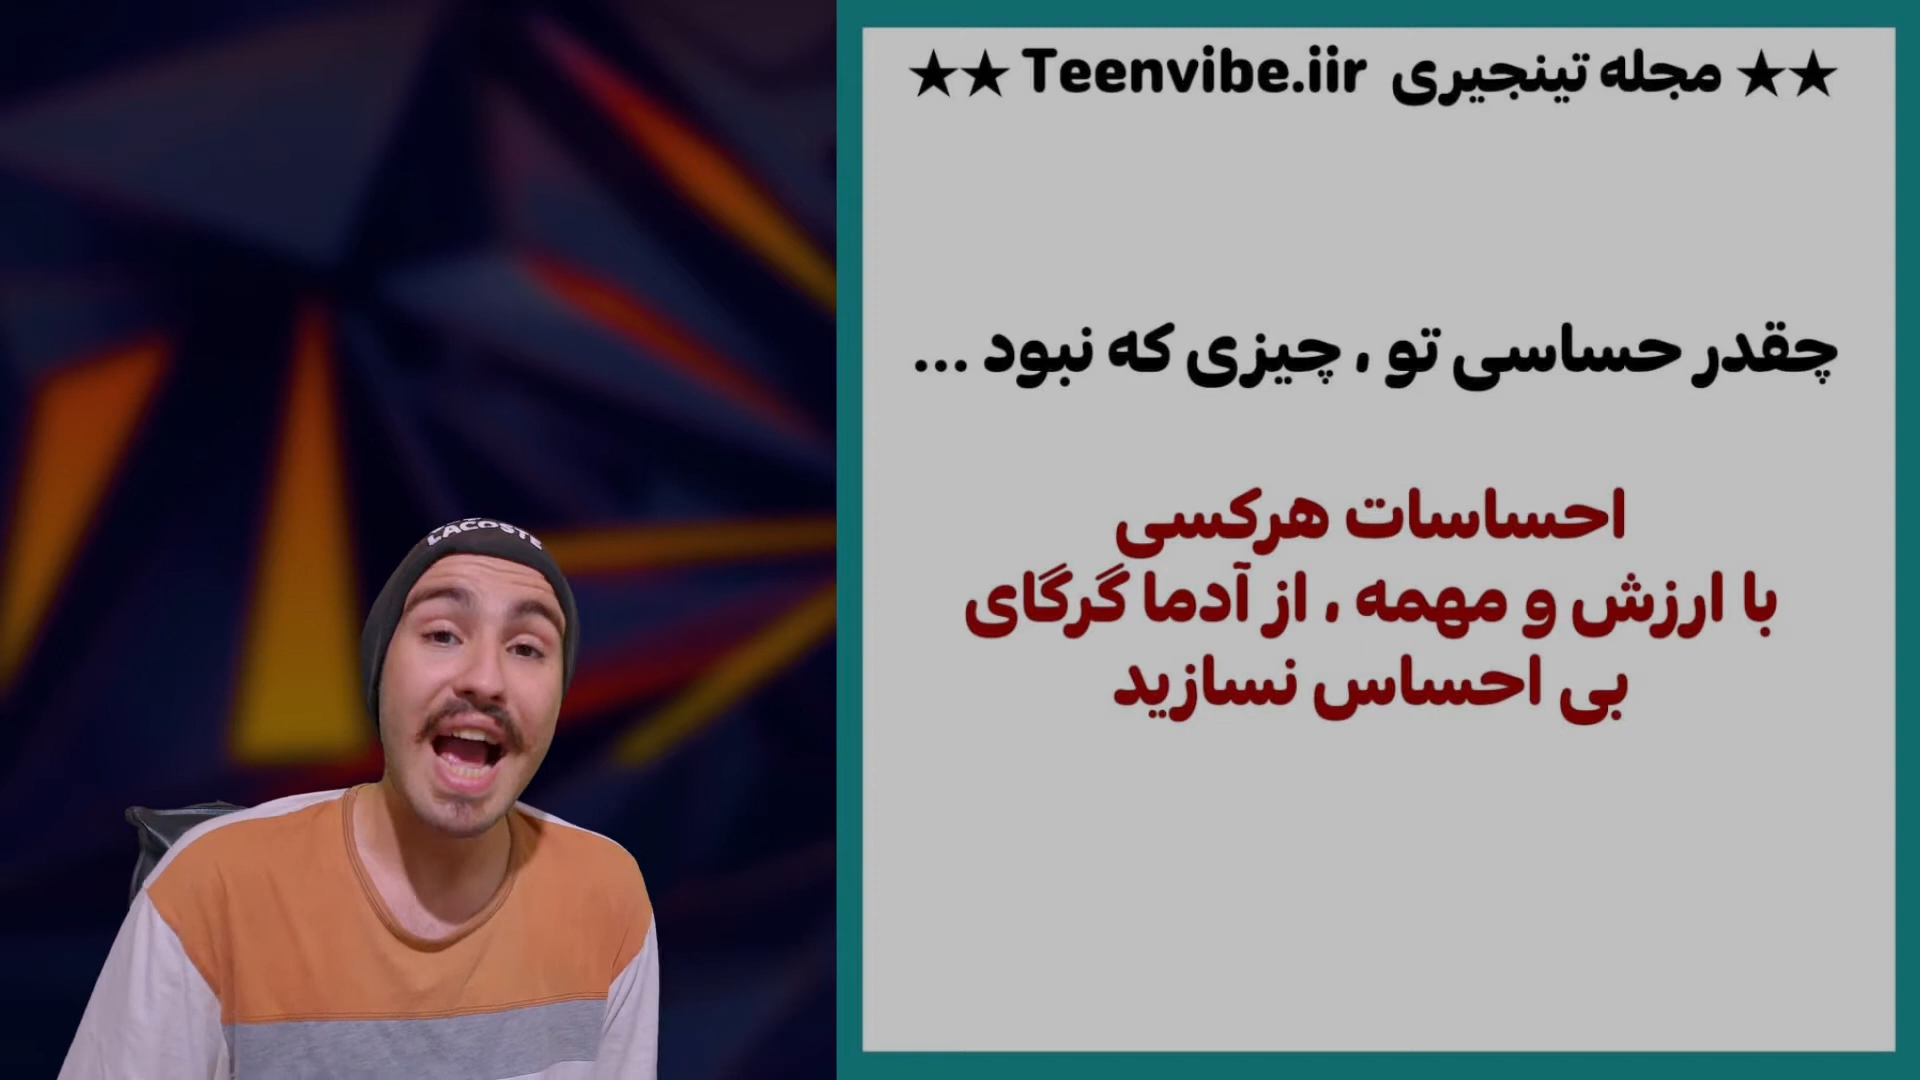 ★★ مجله تینجیری Teenvibe.iir ★★
چقدر حساسی تو ، چیزی که نبود ...
احساسات هرکسی
با ارزش و مهمه ، از آدما گرگای
بی احساس نسازید
LACOSTE